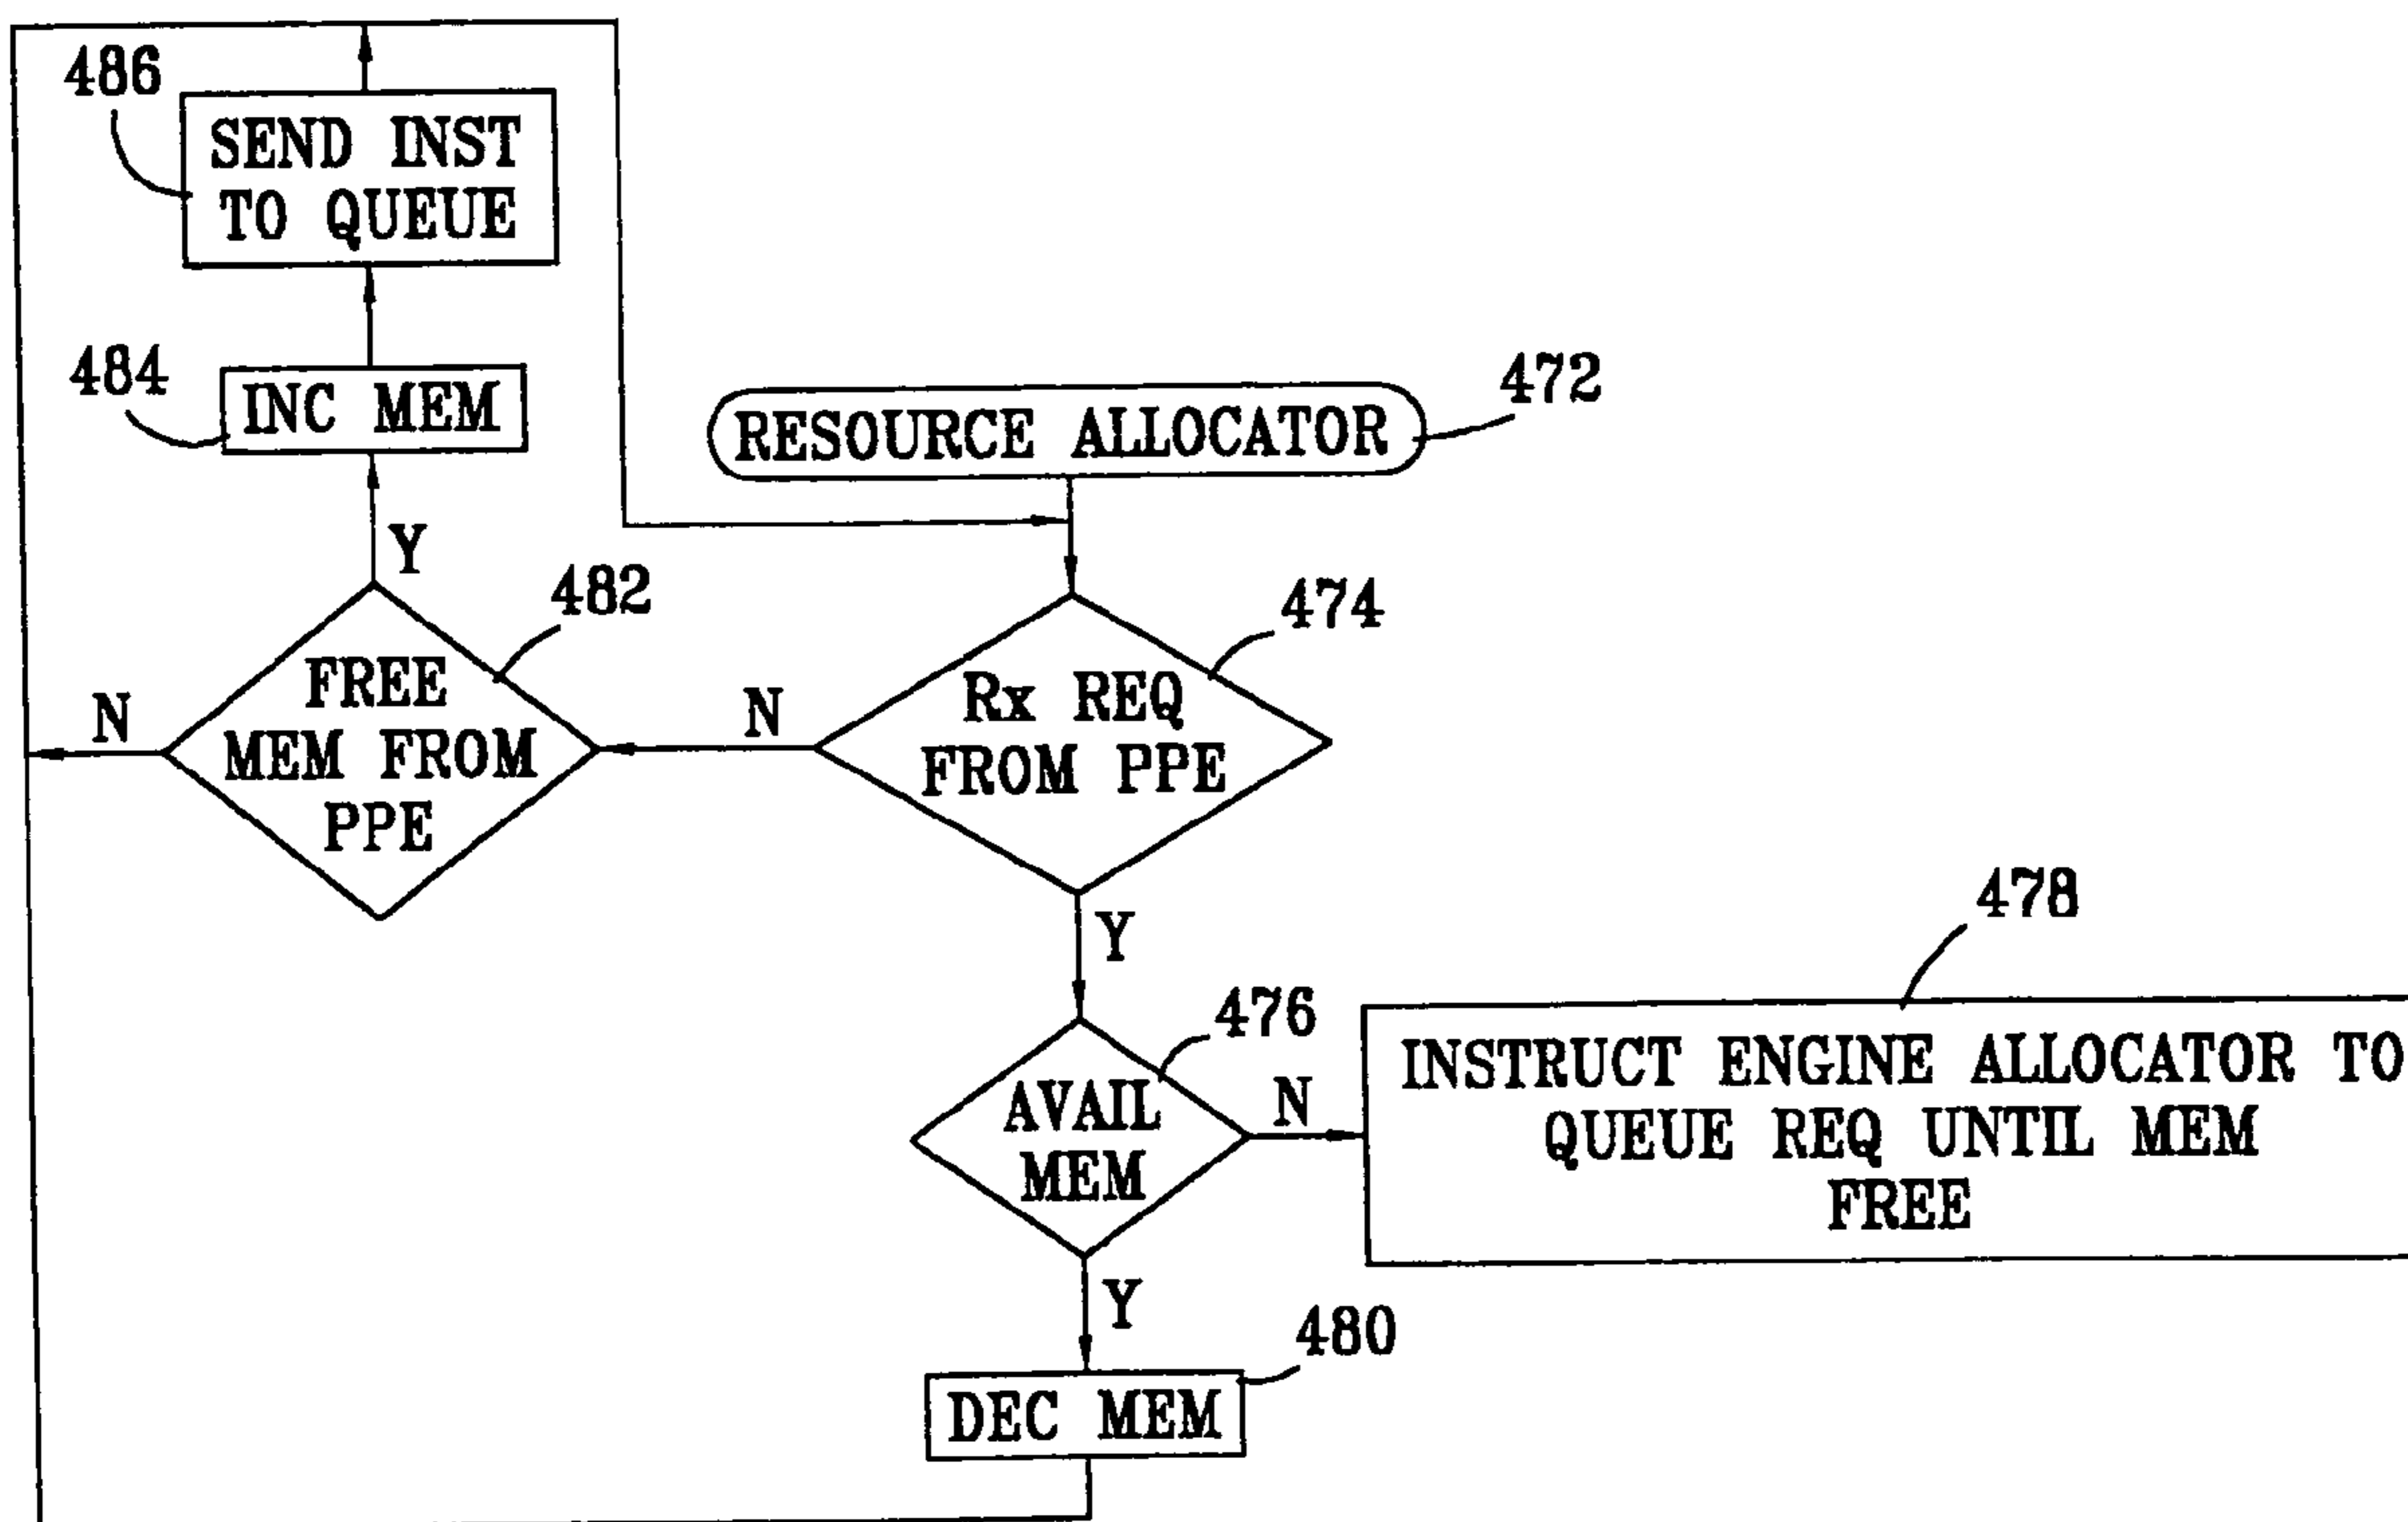 486
SEND INST
TO QUEUE
484
INC MEM
RESOURCE ALLOCATOR
472
Y
482
474
FREE
MEM FROM
PPE
N
N
Rx REQ
FROM PPE
Y
478
476
AVAIL
MEM
N
INSTRUCT ENGINE ALLOCATOR TO
QUEUE REQ UNTIL MEM
FREE
Y
480
DEC MEM